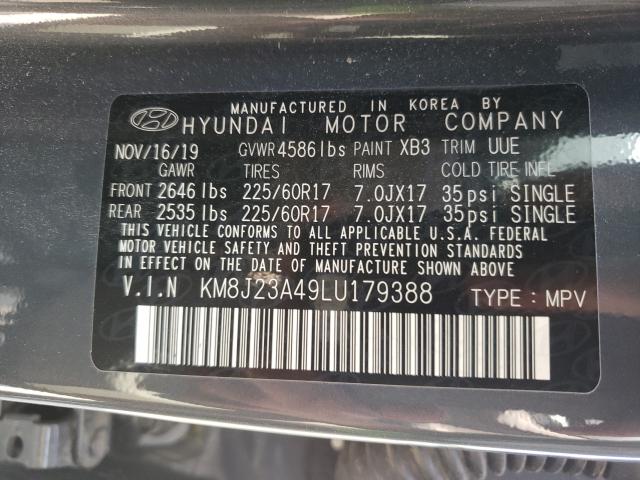 MANUFACTURED IN KOREA BY
HYUNDAI MOTOR COMPANY
NOV/16/19 GVWR 4586lbs PAINT XB3 TRIM UUE
GAWR TIRES RIMS COLD TIRE INFL
FRONT 2646 lbs 225/60R17 7.0JX17 35psi SINGLE
REAR 2535 lbs 225/60R17 7.0JX17 35psi SINGLE
THIS VEHICLE CONFORMS TO ALL APPLICABLE U.S.A. FEDERAL
MOTOR VEHICLE SAFETY AND THEFT PREVENTION STANDARDS
IN EFFECT ON THE DATE OF MANUFACTURE SHOWN ABOVE.
V.I.N KM8J23A49LU179388 TYPE : MPV